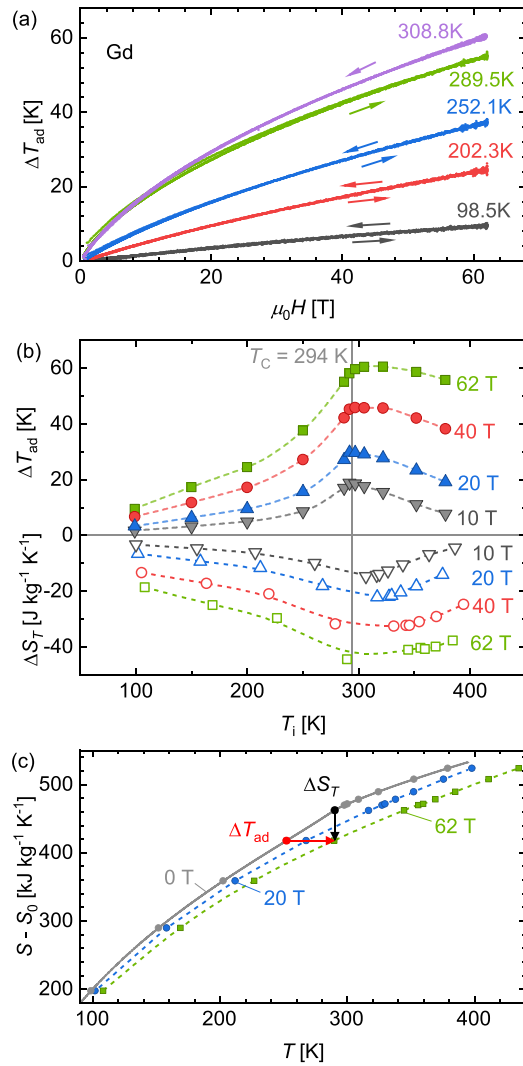 (a)
Gd
308.8K
289.5K
252.1K
202.3K
98.5K
60
40
20
0
ΔT_ad [K]
0 20 40 60
μ₀H [T]
(b)
T_C = 294 K
62 T
40 T
20 T
10 T
10 T
20 T
40 T
62 T
60
40
20
0
-20
-40
ΔT_ad [K]
ΔS_T [J kg⁻¹ K⁻¹]
100 200 300 400
T_i [K]
(c)
ΔS_T
ΔT_ad
0 T
20 T
62 T
500
400
300
200
S - S₀ [kJ kg⁻¹ K⁻¹]
100 200 300 400
T [K]